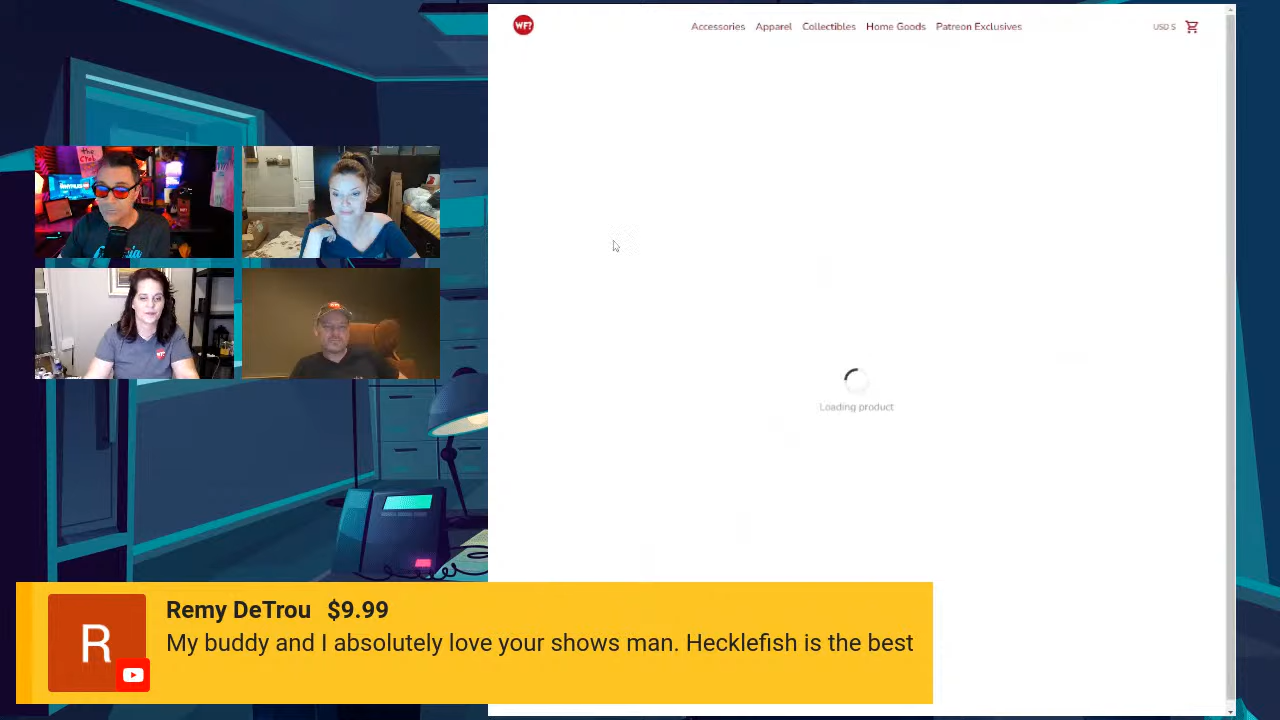 WF?
Accessories Apparel Collectibles Home Goods Patreon Exclusives
USD $
Loading product
R
Remy DeTrou $9.99
My buddy and I absolutely love your shows man. Hecklefish is the best